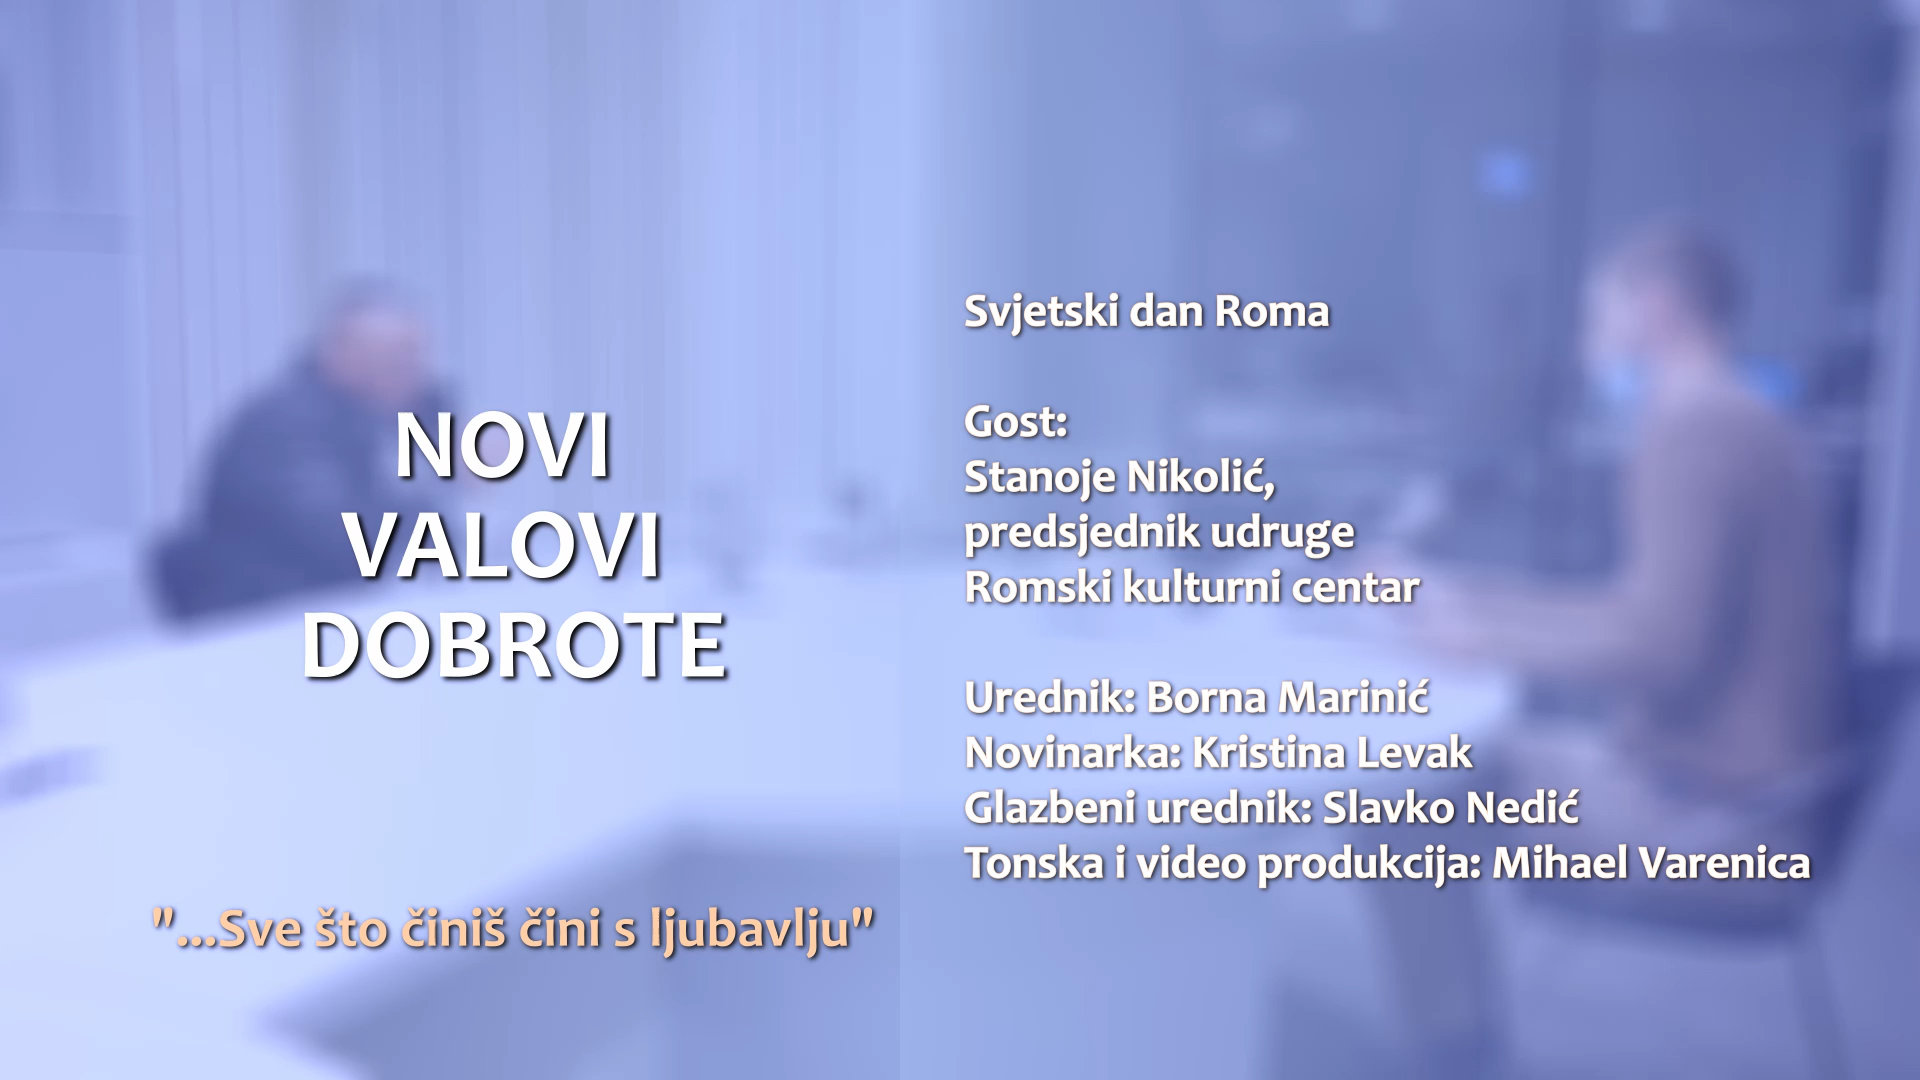 NOVI
VALOVI
DOBROTE
"...Sve što činiš čini s ljubavlju"
Svjetski dan Roma
Gost:
Stanoje Nikolić,
predsjednik udruge
Romski kulturni centar
Urednik: Borna Marinić
Novinarka: Kristina Levak
Glazbeni urednik: Slavko Nedić
Tonska i video produkcija: Mihael Varenica